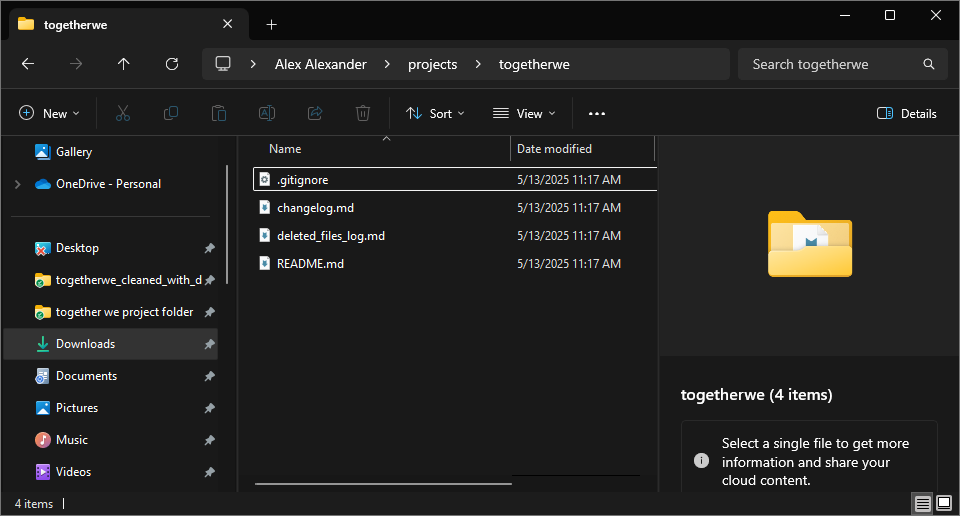 togetherwe
Alex Alexander projects togetherwe
Search togetherwe
New Sort View Details
Gallery
OneDrive - Personal
Desktop
togetherwe_cleaned_with_d
together we project folder
Downloads
Documents
Pictures
Music
Videos
Name Date modified
.gitignore 5/13/2025 11:17 AM
changelog.md 5/13/2025 11:17 AM
deleted_files_log.md 5/13/2025 11:17 AM
README.md 5/13/2025 11:17 AM
togetherwe (4 items)
Select a single file to get more
information and share your
cloud content.
4 items